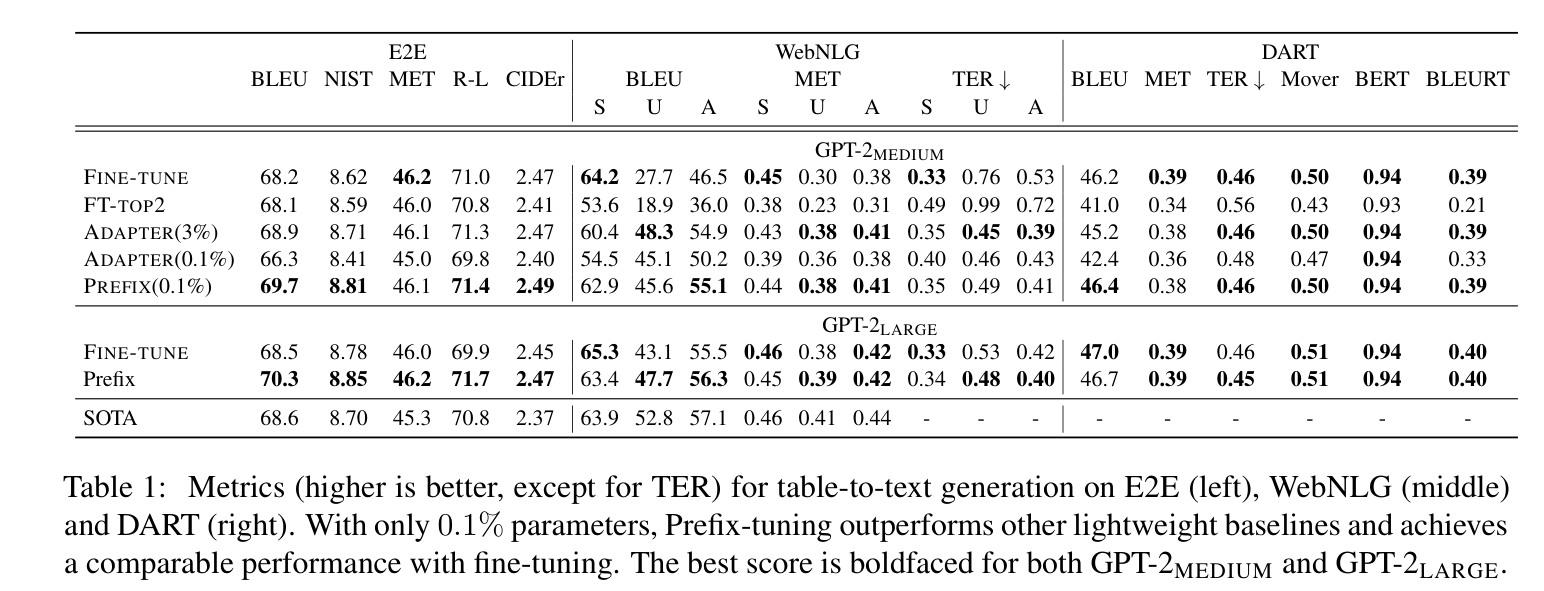 E2E WebNLG DART
BLEU NIST MET R-L CIDEr BLEU MET TER ↓ BLEU MET TER ↓ Mover BERT BLEURT
S U A S U A S U A
GPT-2MEDIUM
FINE-TUNE 68.2 8.62 46.2 71.0 2.47 64.2 27.7 46.5 0.45 0.30 0.38 0.33 0.76 0.53 46.2 0.39 0.46 0.50 0.94 0.39
FT-TOP2 68.1 8.59 46.0 70.8 2.41 53.6 18.9 36.0 0.38 0.23 0.31 0.49 0.99 0.72 41.0 0.34 0.56 0.43 0.93 0.21
ADAPTER(3%) 68.9 8.71 46.1 71.3 2.47 60.4 48.3 54.9 0.43 0.38 0.41 0.35 0.45 0.39 45.2 0.38 0.46 0.50 0.94 0.39
ADAPTER(0.1%) 66.3 8.41 45.0 69.8 2.40 54.5 45.1 50.2 0.39 0.36 0.38 0.40 0.46 0.43 42.4 0.36 0.48 0.47 0.94 0.33
PREFIX(0.1%) 69.7 8.81 46.1 71.4 2.49 62.9 45.6 55.1 0.44 0.38 0.41 0.35 0.49 0.41 46.4 0.38 0.46 0.50 0.94 0.39
GPT-2LARGE
FINE-TUNE 68.5 8.78 46.0 69.9 2.45 65.3 43.1 55.5 0.46 0.38 0.42 0.33 0.53 0.42 47.0 0.39 0.46 0.51 0.94 0.40
Prefix 70.3 8.85 46.2 71.7 2.47 63.4 47.7 56.3 0.45 0.39 0.42 0.34 0.48 0.40 46.7 0.39 0.45 0.51 0.94 0.40
SOTA 68.6 8.70 45.3 70.8 2.37 63.9 52.8 57.1 0.46 0.41 0.44 - - - - - - - - -
Table 1: Metrics (higher is better, except for TER) for table-to-text generation on E2E (left), WebNLG (middle)
and DART (right). With only 0.1% parameters, Prefix-tuning outperforms other lightweight baselines and achieves
a comparable performance with fine-tuning. The best score is boldfaced for both GPT-2MEDIUM and GPT-2LARGE.